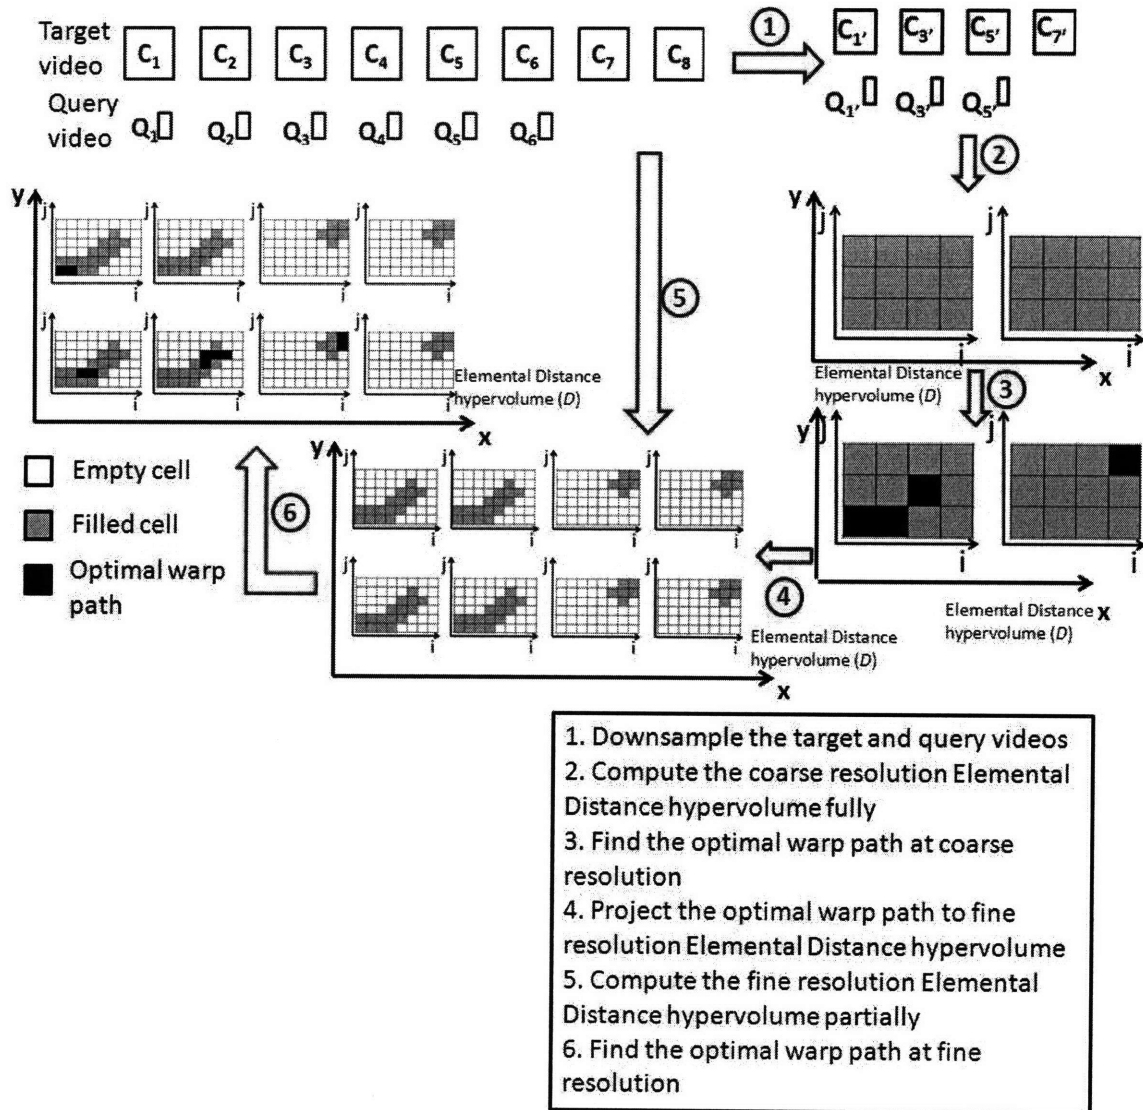 Target video C1 C2 C3 C4 C5 C6 C7 C8
1
C1' C3' C5' C7'
Query video Q1 Q2 Q3 Q4 Q5 Q6
Q1' Q3' Q5'
2
y
j j j j
i i i i
j j j j
i i i i
Elemental Distance
hypervolume (D)
x
5
y
j j
i i
x
Elemental Distance
hypervolume (D)
3
y
j j
i i
x
Elemental Distance
hypervolume (D)
Empty cell
Filled cell
Optimal warp
path
6
y
j j j j
i i i i
j j j j
i i i i
4
Elemental Distance
hypervolume (D)
x
1. Downsample the target and query videos
2. Compute the coarse resolution Elemental
Distance hypervolume fully
3. Find the optimal warp path at coarse
resolution
4. Project the optimal warp path to fine
resolution Elemental Distance hypervolume
5. Compute the fine resolution Elemental
Distance hypervolume partially
6. Find the optimal warp path at fine
resolution